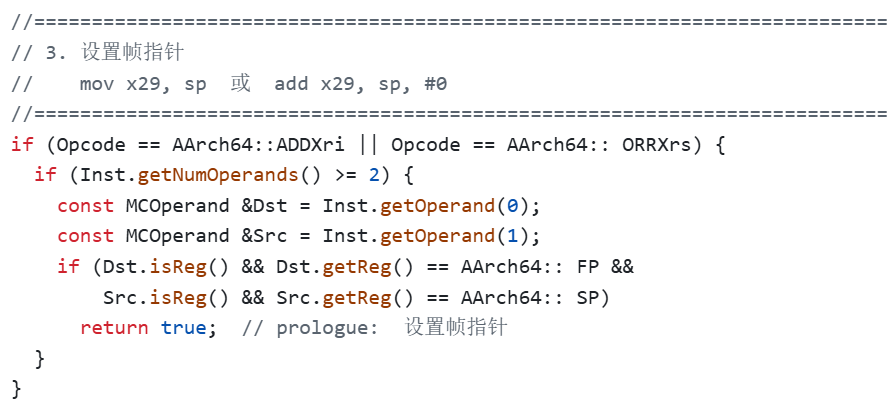 //==========================================================================
// 3. 设置帧指针
//    mov x29, sp  或  add x29, sp, #0
//==========================================================================
if (Opcode == AArch64::ADDXri || Opcode == AArch64:: ORRXrs) {
  if (Inst.getNumOperands() >= 2) {
    const MCOperand &Dst = Inst.getOperand(0);
    const MCOperand &Src = Inst.getOperand(1);
    if (Dst.isReg() && Dst.getReg() == AArch64:: FP &&
        Src.isReg() && Src.getReg() == AArch64:: SP)
      return true;  // prologue:  设置帧指针
  }
}